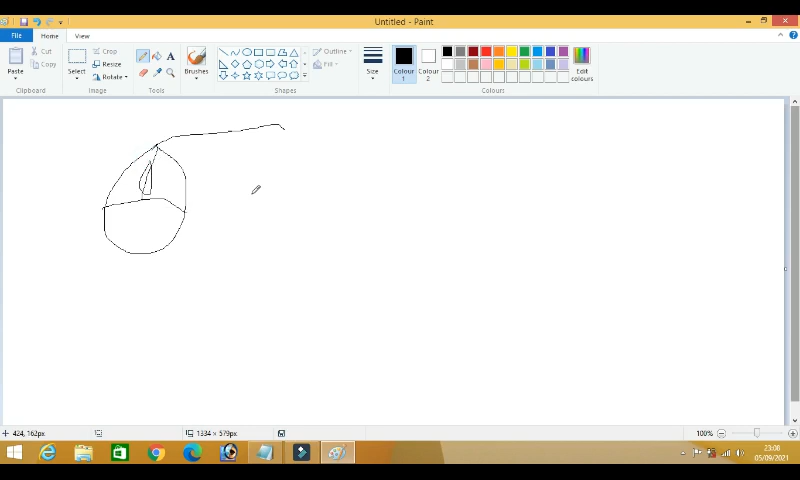 Untitled - Paint
File Home View
Paste
Cut
Copy
Clipboard
Select
Crop
Resize
Rotate
Image
A
Tools
Brushes
Outline
Fill
Shapes
Size
Colour 1
Colour 2
Edit colours
Colours
424, 162px
1334 × 579px
100%
23:08
05/09/2021